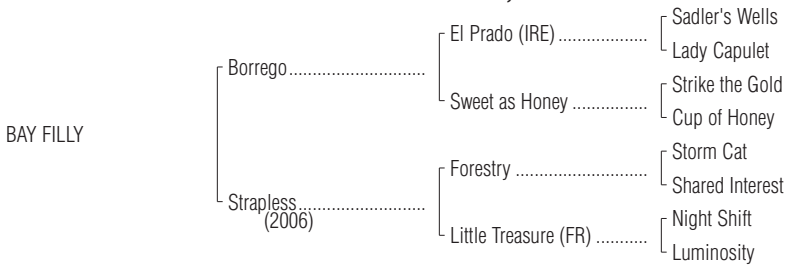 Sadler's Wells
El Prado (IRE)...................
Lady Capulet
Borrego.............................
Strike the Gold
Sweet as Honey ................
Cup of Honey
BAY FILLY
Storm Cat
Forestry ............................
Shared Interest
Strapless...........................
(2006)
Night Shift
Little Treasure (FR) ...........
Luminosity